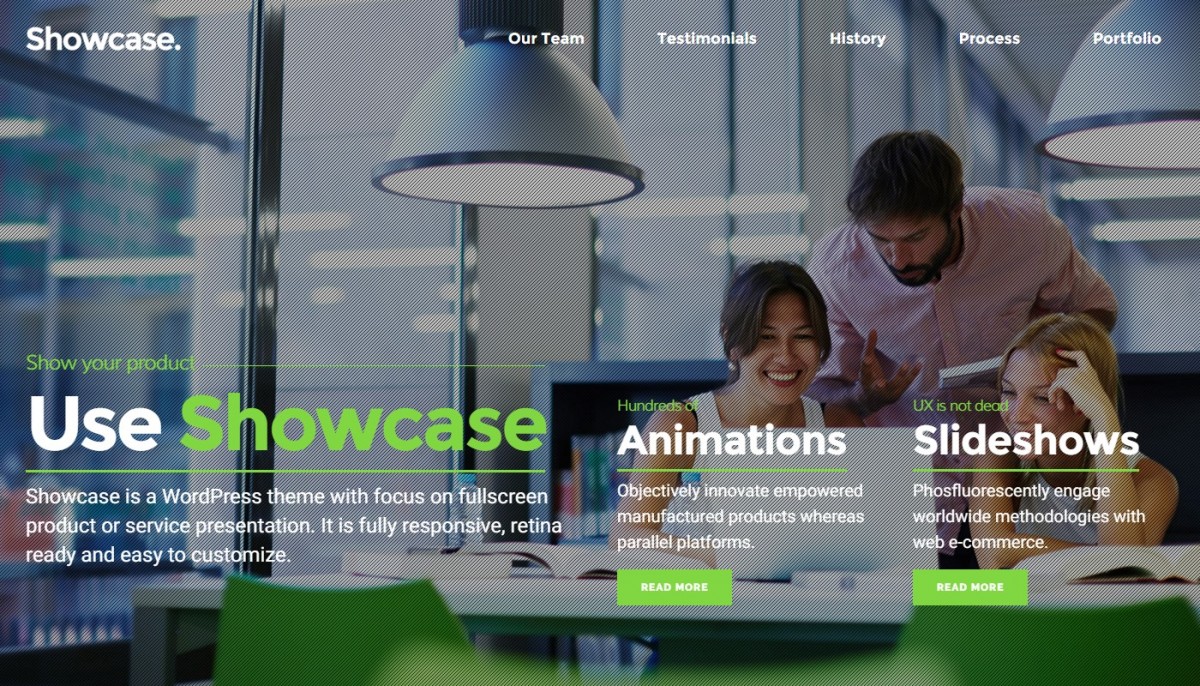 Showcase.
Our Team
Testimonials
History
Process
Portfolio
Show your product
Use Showcase
Showcase is a WordPress theme with focus on fullscreen
product or service presentation. It is fully responsive, retina
ready and easy to customize.
Hundreds of
Animations
Objectively innovate empowered
manufactured products whereas
parallel platforms.
READ MORE
UX is not dead
Slideshows
Phosfluorescently engage
worldwide methodologies with
web e-commerce.
READ MORE